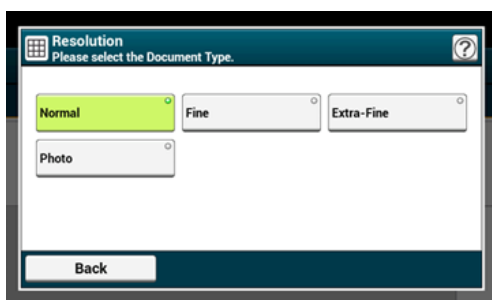 Resolution
Please select the Document Type.
?
Normal
Fine
Extra-Fine
Photo
Back